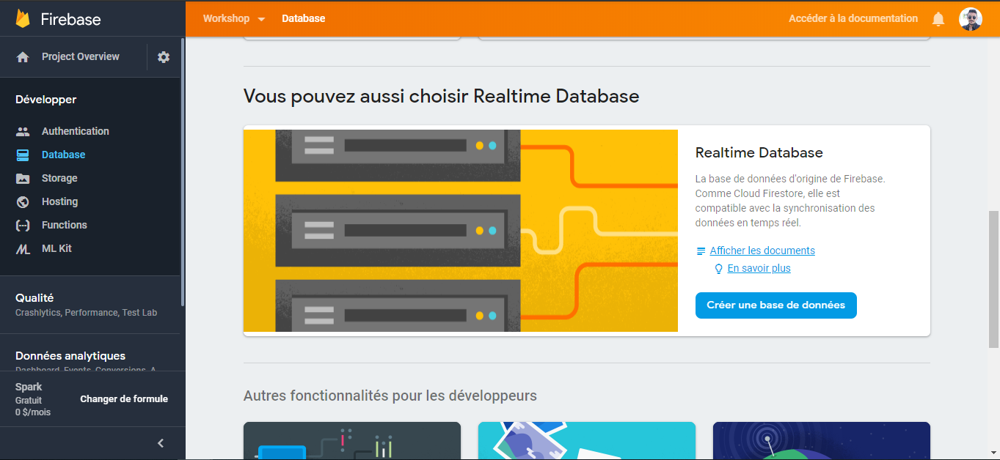 Firebase
Workshop
Database
Accéder à la documentation
Project Overview
Développer
Authentication
Database
Storage
Hosting
Functions
ML Kit
Qualité
Crashlytics, Performance, Test Lab
Données analytiques
Dashboard, Events, Conversions, A
Spark
Gratuit
0 $/mois
Changer de formule
Vous pouvez aussi choisir Realtime Database
Realtime Database
La base de données d'origine de Firebase.
Comme Cloud Firestore, elle est
compatible avec la synchronisation des
données en temps réel.
Afficher les documents
En savoir plus
Créer une base de données
Autres fonctionnalités pour les développeurs